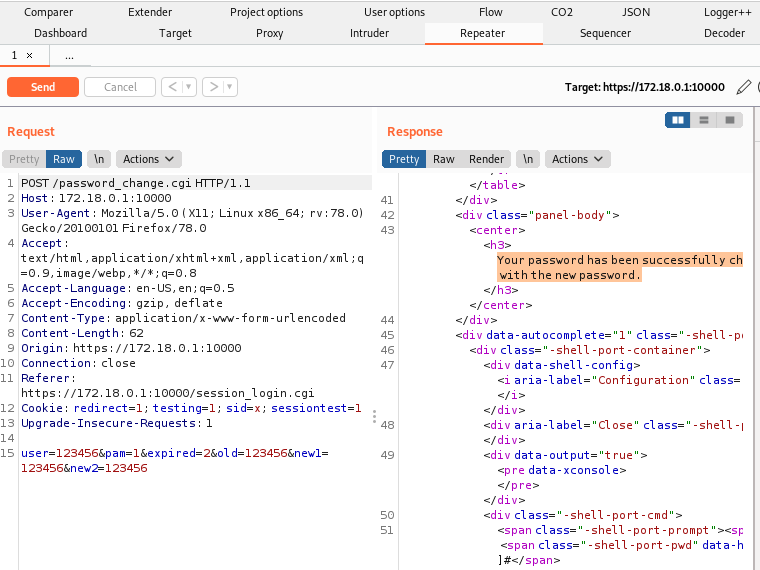 Comparer Extender Project options User options Flow CO2 JSON Logger++
Dashboard Target Proxy Intruder Repeater Sequencer Decoder
1 × ...
Send Cancel < ▼ > ▼ Target: https://172.18.0.1:10000
Request
Pretty Raw \n Actions
1 POST /password_change.cgi HTTP/1.1
2 Host: 172.18.0.1:10000
3 User-Agent: Mozilla/5.0 (X11; Linux x86_64; rv:78.0)
Gecko/20100101 Firefox/78.0
4 Accept:
text/html,application/xhtml+xml,application/xml;q
=0.9,image/webp,*/*;q=0.8
5 Accept-Language: en-US,en;q=0.5
6 Accept-Encoding: gzip, deflate
7 Content-Type: application/x-www-form-urlencoded
8 Content-Length: 62
9 Origin: https://172.18.0.1:10000
10 Connection: close
11 Referer:
https://172.18.0.1:10000/session_login.cgi
12 Cookie: redirect=1; testing=1; sid=x; sessiontest=1
13 Upgrade-Insecure-Requests: 1
14
15 user=123456&pam=1&expired=2&old=123456&new1=
123456&new2=123456
Response
Pretty Raw Render \n Actions
</table>
41 </div>
42 <div class="panel-body">
43 <center>
<h3>
Your password has been successfully ch
with the new password.
</h3>
</center>
44 </div>
45 <div data-autocomplete="1" class="-shell-po
46 <div class="-shell-port-container">
47 <div data-shell-config>
<i aria-label="Configuration" class=
</i>
</div>
48 <div aria-label="Close" class="-shell-p
</div>
49 <div data-output="true">
<pre data-xconsole>
</pre>
</div>
50 <div class="-shell-port-cmd">
51 <span class="-shell-port-prompt"><sp
<span class="-shell-port-pwd" data-h
]#</span>